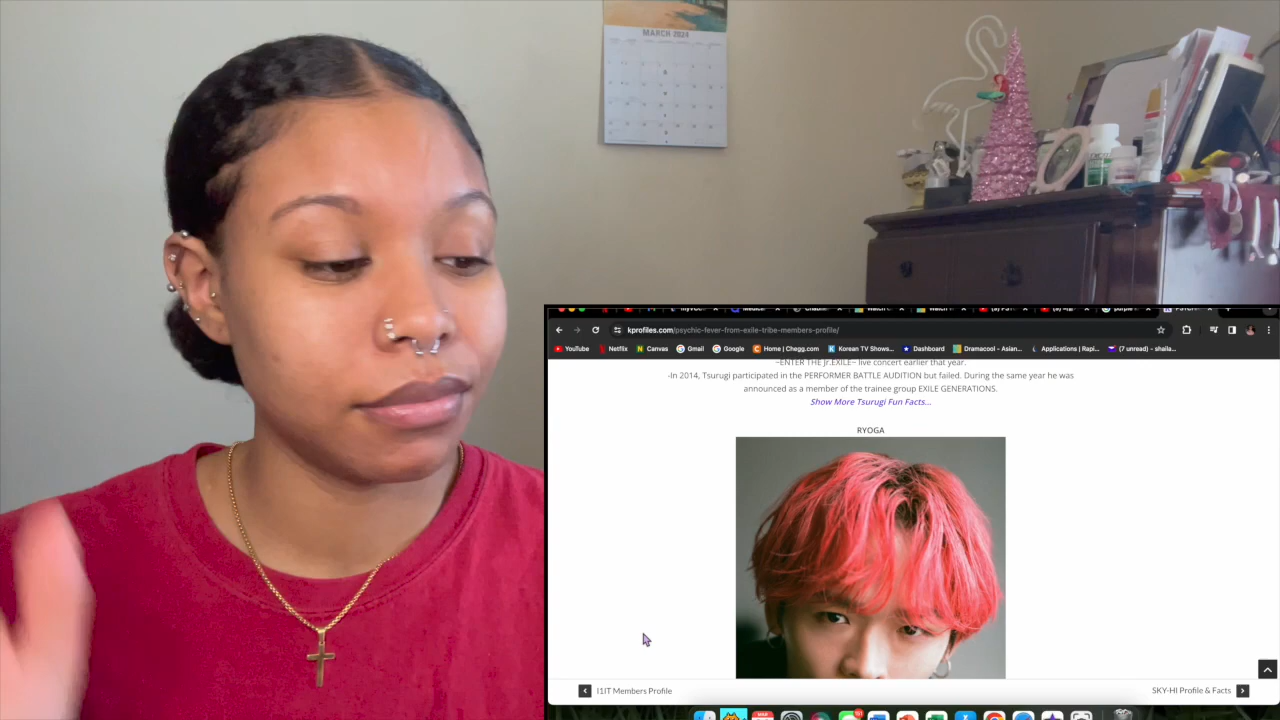 MARCH 2024
kprofiles.com/psychic-fever-from-exile-tribe-members-profile/
YouTube
Netflix
Canvas
Gmail
Google
Home | Chegg.com
Korean TV Shows...
Dashboard
Dramacool - Asian...
Applications | Rapi...
(7 unread) - shaila...
~ENTER THE Jr.EXILE~ live concert earlier that year.
-In 2014, Tsurugi participated in the PERFORMER BATTLE AUDITION but failed. During the same year he was
announced as a member of the trainee group EXILE GENERATIONS.
Show More Tsurugi Fun Facts...
RYOGA
I1IT Members Profile
SKY-HI Profile & Facts